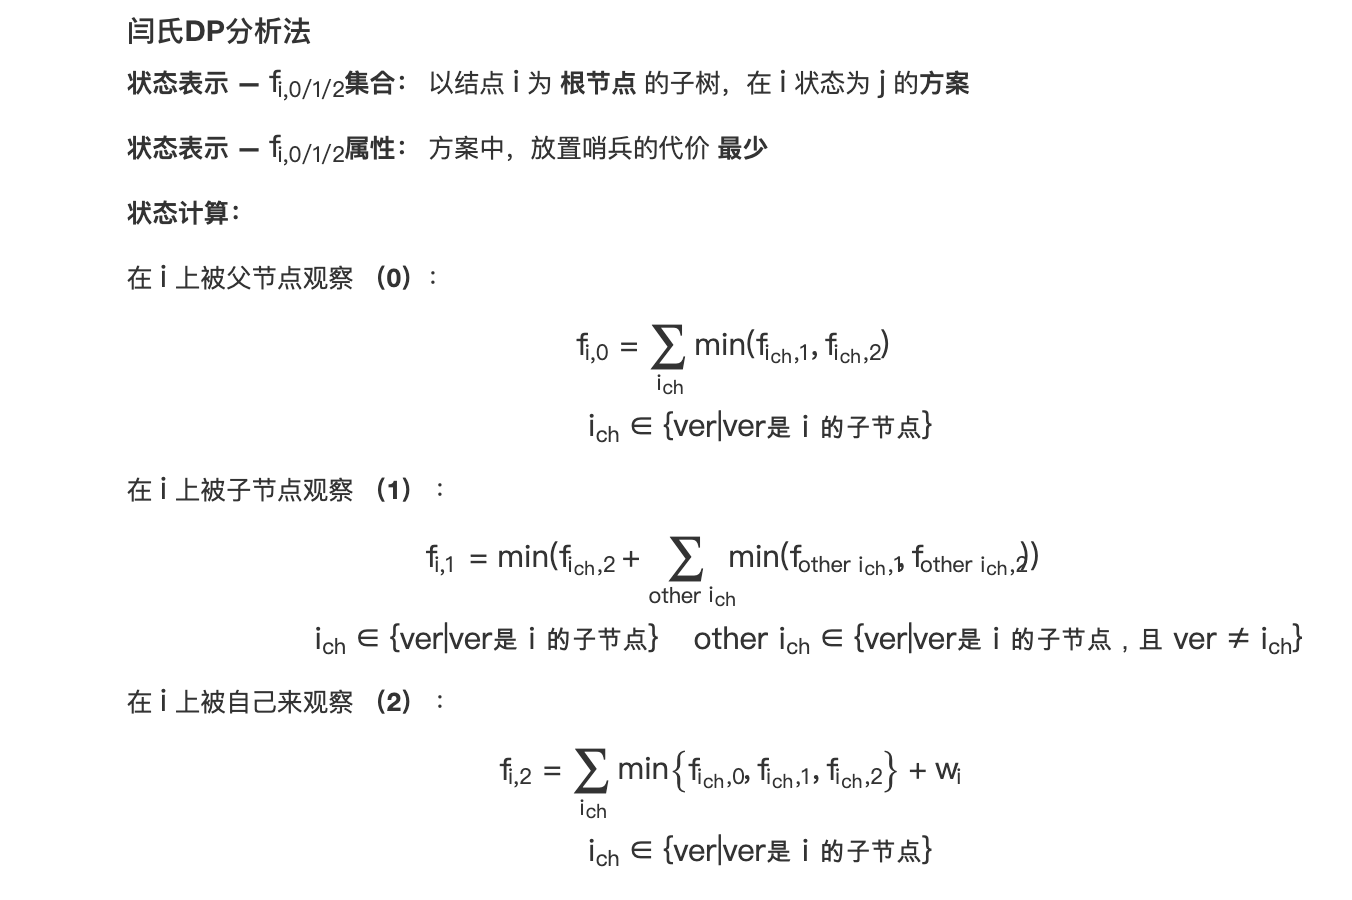 闫氏DP分析法
状态表示 – f_{i,0/1/2}集合： 以结点 i 为 根节点 的子树，在 i 状态为 j 的方案
状态表示 – f_{i,0/1/2}属性： 方案中，放置哨兵的代价 最少
状态计算：
在 i 上被父节点观察 （0）：
f_{i,0} = ∑_{i_{ch}} min(f_{i_{ch},1}, f_{i_{ch},2})
i_{ch} ∈ {ver|ver是 i 的子节点}
在 i 上被子节点观察 （1）：
f_{i,1} = min(f_{i_{ch},2} + ∑_{other i_{ch}} min(f_{other i_{ch},1}, f_{other i_{ch},2}))
i_{ch} ∈ {ver|ver是 i 的子节点} other i_{ch} ∈ {ver|ver是 i 的子节点，且 ver ≠ i_{ch}}
在 i 上被自己来观察 （2）：
f_{i,2} = ∑_{i_{ch}} min{f_{i_{ch},0}, f_{i_{ch},1}, f_{i_{ch},2}} + w_i
i_{ch} ∈ {ver|ver是 i 的子节点}